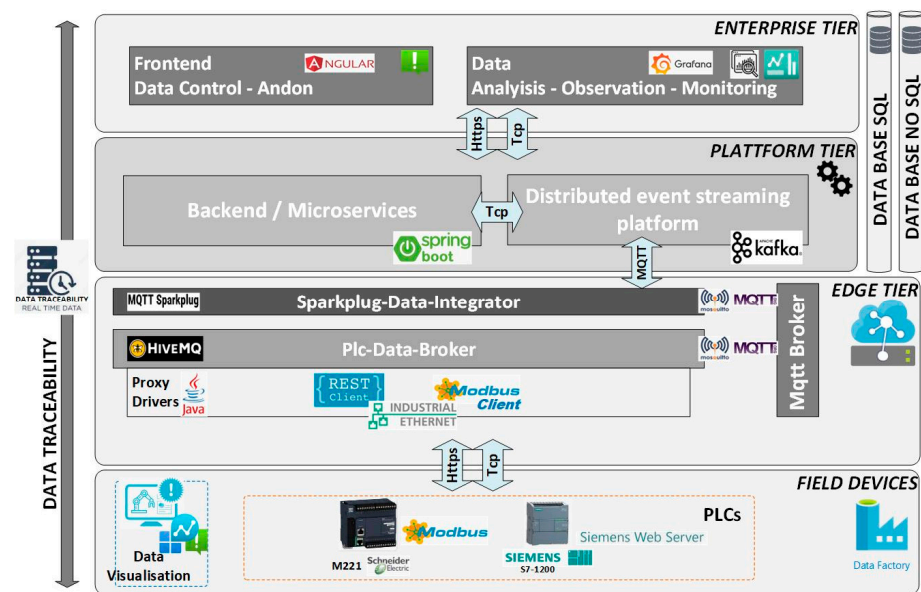 ENTERPRISE TIER
Frontend
Data Control - Andon
ANGULAR
Data
Analyisis - Observation - Monitoring
Grafana
Https
Tcp
PLATTFORM TIER
Backend / Microservices
spring
boot
Tcp
Distributed event streaming
platform
kafka
MQTT
DATA BASE SQL
DATA BASE NO SQL
DATA TRACEABILITY
REAL TIME DATA
DATA TRACEABILITY
EDGE TIER
MQTT Sparkplug
Sparkplug-Data-Integrator
mosquitto
MQTT
HIVEMQ
Plc-Data-Broker
mosquitto
MQTT
Mqtt Broker
Proxy
Drivers
Java
{ REST }
Client
INDUSTRIAL
ETHERNET
Modbus
Client
Https
Tcp
FIELD DEVICES
Data
Visualisation
PLCs
Modbus
M221
Schneider
Electric
Siemens Web Server
SIEMENS
S7-1200
Data Factory